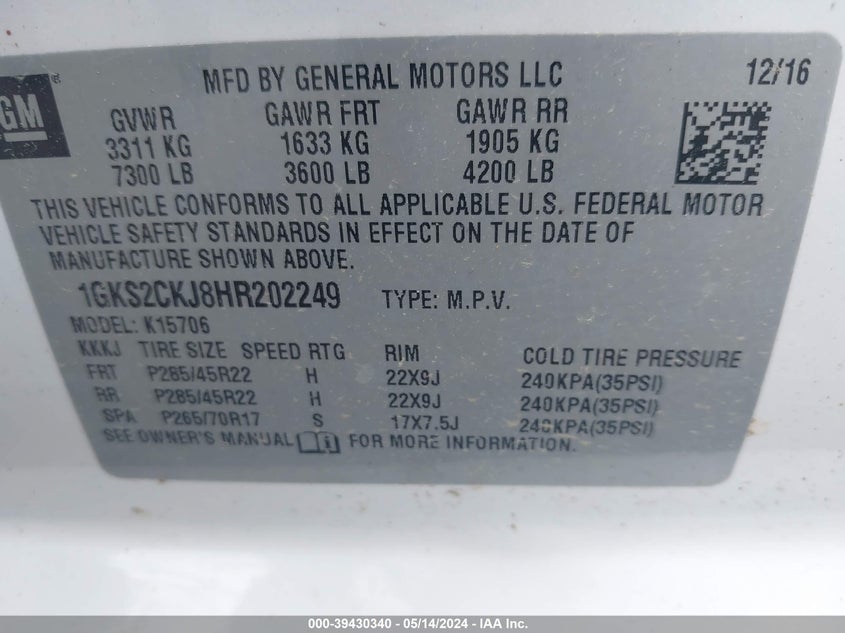 GM
MFD BY GENERAL MOTORS LLC 12/16
GVWR GAWR FRT GAWR RR
3311 KG 1633 KG 1905 KG
7300 LB 3600 LB 4200 LB
THIS VEHICLE CONFORMS TO ALL APPLICABLE U.S. FEDERAL MOTOR
VEHICLE SAFETY STANDARDS IN EFFECT ON THE DATE OF
MANUFACTURE SHOWN ABOVE.
1GKS2CKJ8HR202249 TYPE: M.P.V.
MODEL: K15706
KKKJ TIRE SIZE SPEED RTG RIM COLD TIRE PRESSURE
FRT P285/45R22 H 22X9J 240KPA(35PSI)
RR P285/45R22 H 22X9J 240KPA(35PSI)
SPA P265/70R17 S 17X7.5J 240KPA(35PSI)
SEE OWNER'S MANUAL FOR MORE INFORMATION.
000-39430340 - 05/14/2024 - IAA Inc.